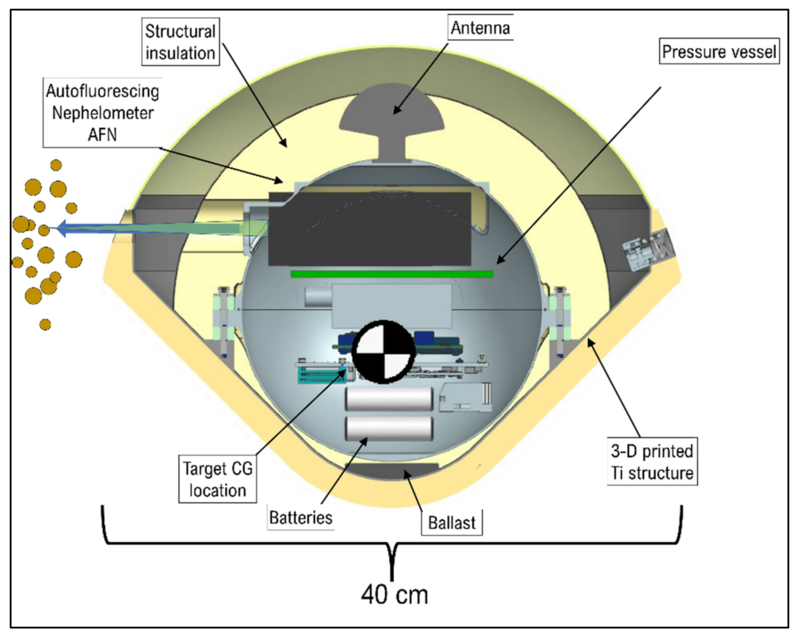 Structural
insulation
Antenna
Pressure vessel
Autofluorescing
Nephelometer
AFN
Target CG
location
Batteries
Ballast
3-D printed
Ti structure
40 cm